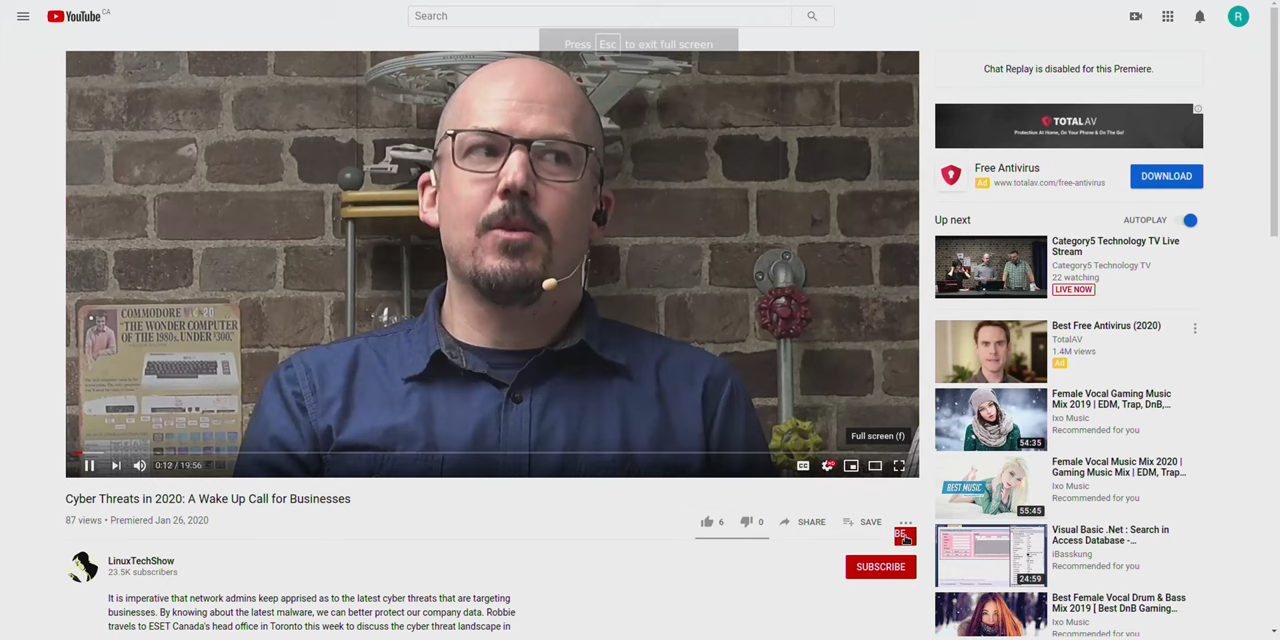 YouTube CA
Search
Press Esc to exit full screen
R
Chat Replay is disabled for this Premiere.
TOTALAV
Protection At Home, On Your Phone & On The Go!
Free Antivirus
Ad www.totalav.com/free-antivirus
DOWNLOAD
Up next
AUTOPLAY
Category5 Technology TV Live
Stream
Category5 Technology TV
22 watching
LIVE NOW
Best Free Antivirus (2020)
TotalAV
1.4M views
Ad
Female Vocal Gaming Music
Mix 2019 | EDM, Trap, DnB,...
Ixo Music
Recommended for you
54:35
Female Vocal Music Mix 2020 |
Gaming Music Mix | EDM, Trap...
Ixo Music
Recommended for you
BEST MUSIC
55:45
Visual Basic .Net : Search in
Access Database -...
iBasskung
Recommended for you
24:59
Best Female Vocal Drum & Bass
Mix 2019 [ Best DnB Gaming...
Ixo Music
Recommended for you
COMMODORE VIC 20
"THE WONDER COMPUTER
OF THE 1980s. UNDER $300."
Full screen (f)
0:12 / 19:56
CC
HD
Cyber Threats in 2020: A Wake Up Call for Businesses
87 views • Premiered Jan 26, 2020
6
0
SHARE
SAVE
BE
LinuxTechShow
23.5K subscribers
SUBSCRIBE
It is imperative that network admins keep apprised as to the latest cyber threats that are targeting
businesses. By knowing about the latest malware, we can better protect our company data. Robbie
travels to ESET Canada's head office in Toronto this week to discuss the cyber threat landscape in